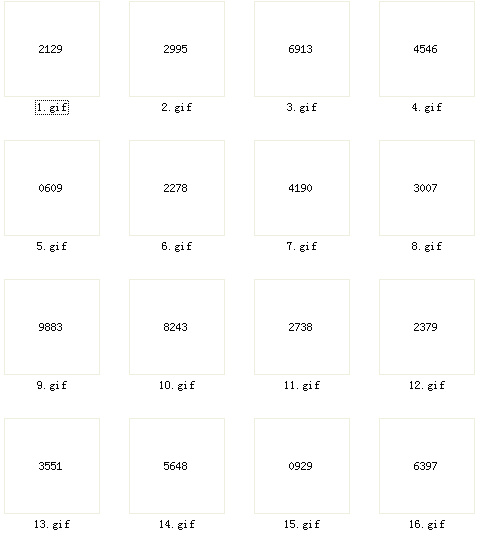 2129 2995 6913 4546
1.gif 2.gif 3.gif 4.gif
0609 2278 4190 3007
5.gif 6.gif 7.gif 8.gif
9883 8243 2738 2379
9.gif 10.gif 11.gif 12.gif
3551 5648 0929 6397
13.gif 14.gif 15.gif 16.gif